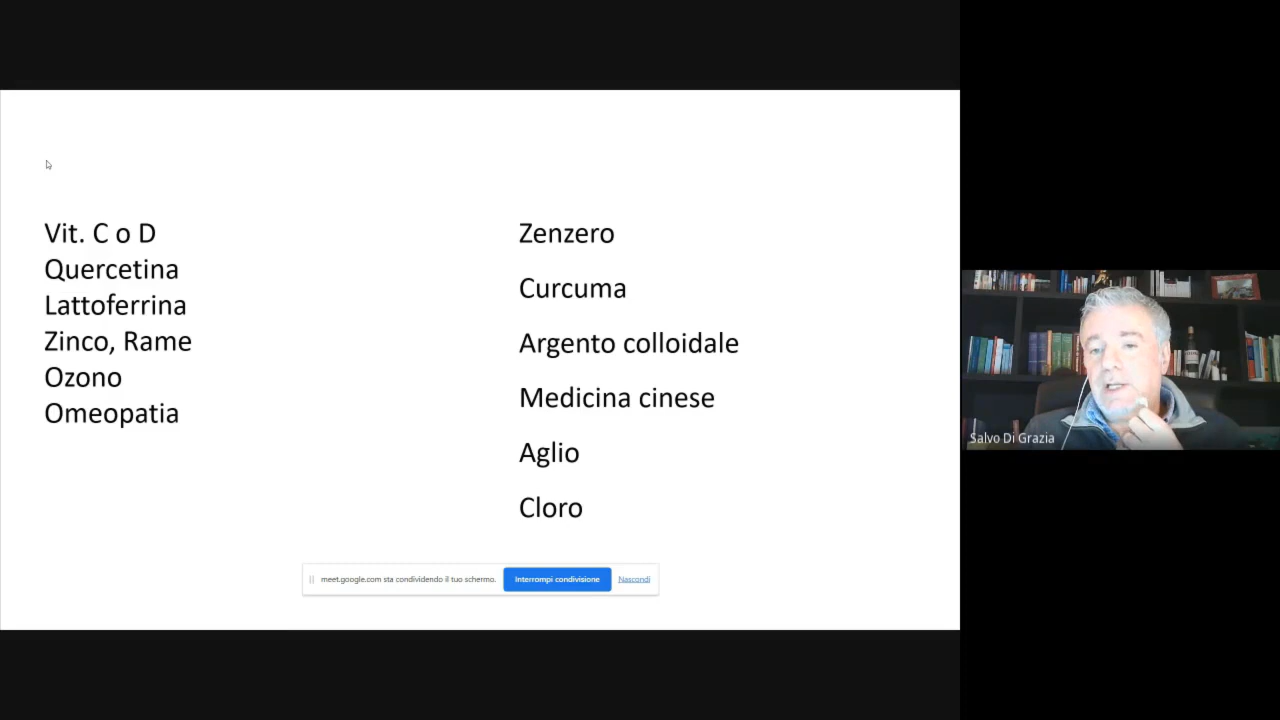 Vit. C o D
Quercetina
Lattoferrina
Zinco, Rame
Ozono
Omeopatia
Zenzero
Curcuma
Argento colloidale
Medicina cinese
Aglio
Cloro
meet.google.com sta condividendo il tuo schermo.
Interrompi condivisione
Nascondi
Salvo Di Grazia